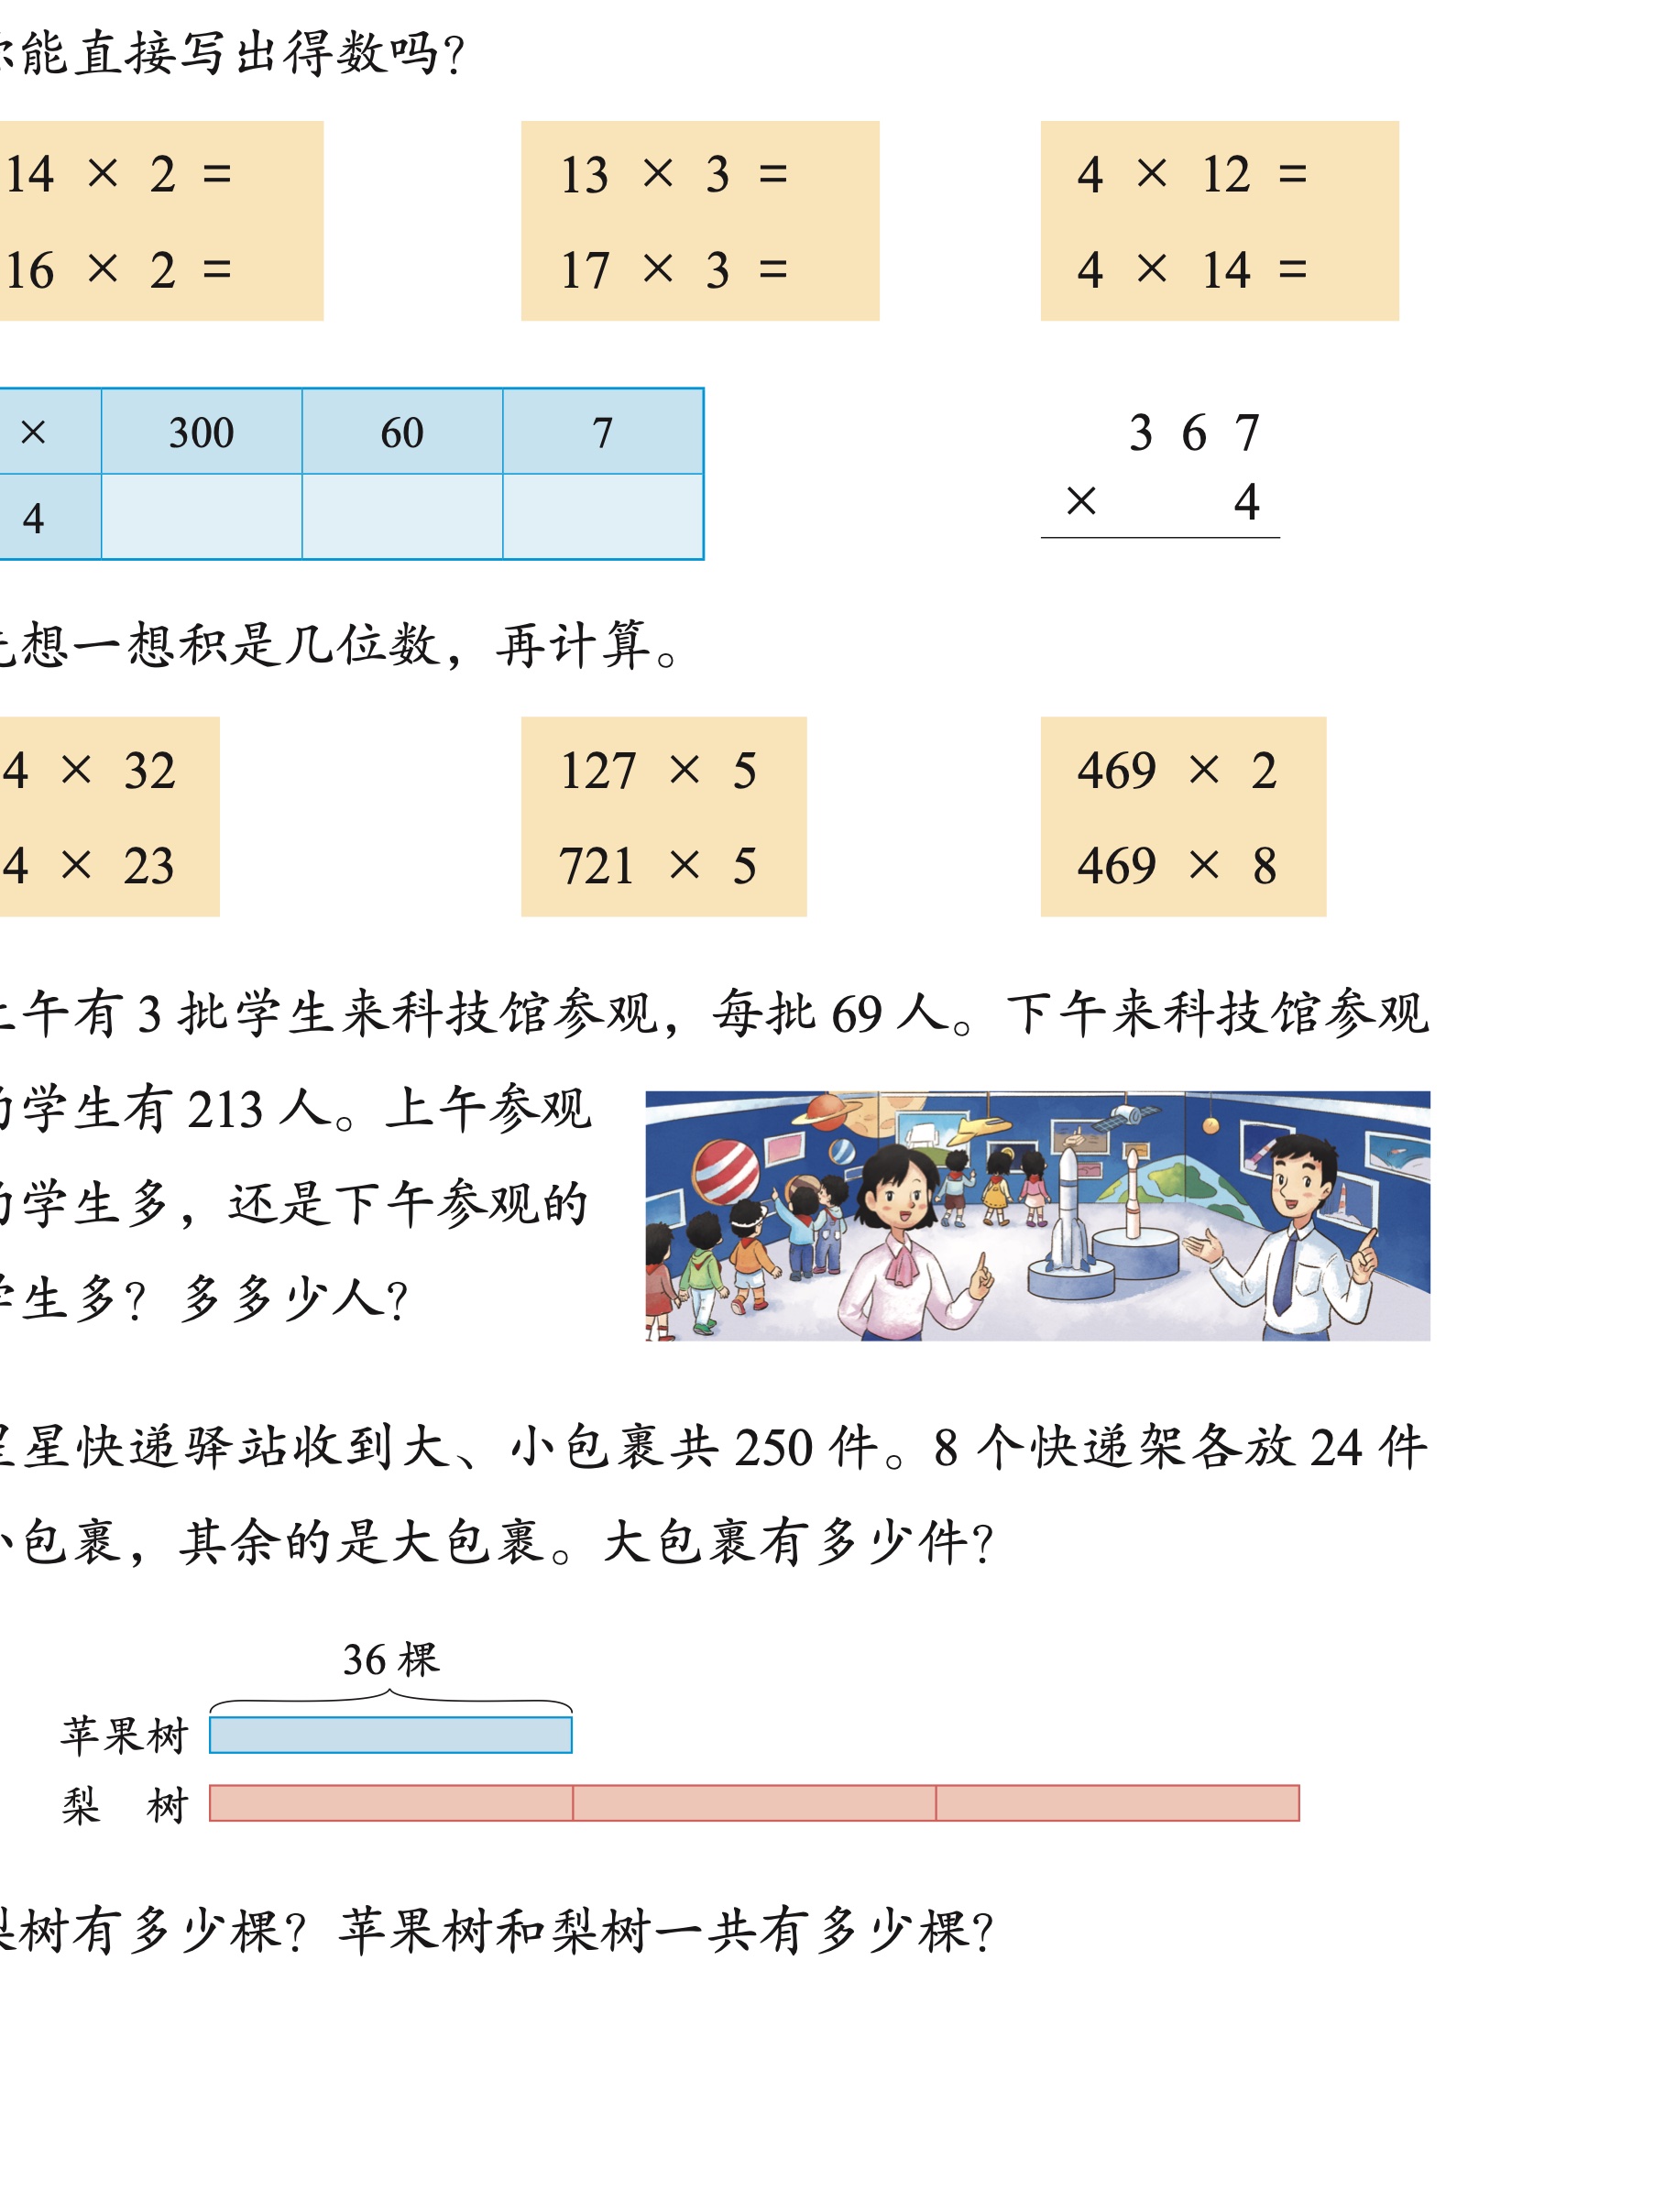 能直接写出得数吗？
14 × 2 = 13 × 3 = 4 × 12 =
16 × 2 = 17 × 3 = 4 × 14 =
× 300 60 7
4
3 6 7
× 4
想一想积是几位数，再计算。
4 × 32 127 × 5 469 × 2
4 × 23 721 × 5 469 × 8
午有 3 批学生来科技馆参观，每批 69 人。下午来科技馆参观
学生有 213 人。上午参观
学生多，还是下午参观的
生多？多多少人？
星快递驿站收到大、小包裹共 250 件。8 个快递架各放 24 件
包裹，其余的是大包裹。大包裹有多少件？
36 棵
苹果树
梨 树
树有多少棵？苹果树和梨树一共有多少棵？